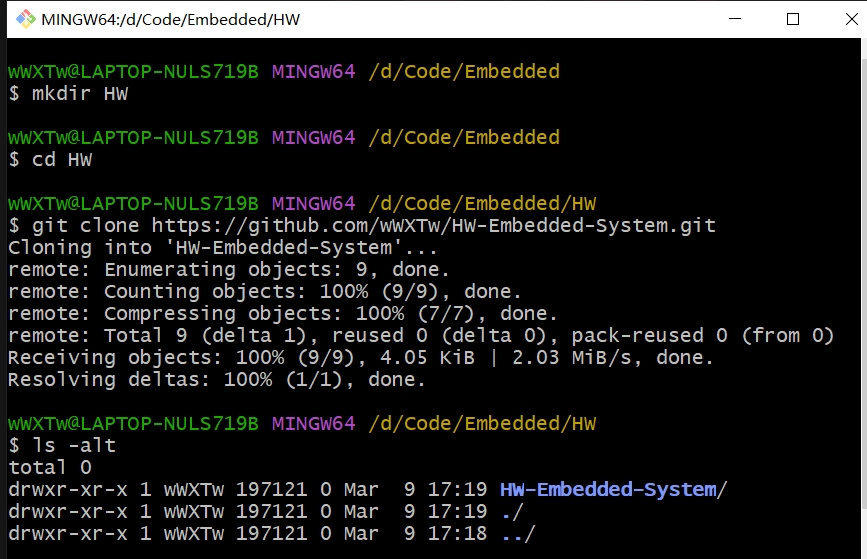 MINGW64:/d/Code/Embedded/HW
wWXTw@LAPTOP-NULS719B MINGW64 /d/Code/Embedded
$ mkdir HW
wWXTw@LAPTOP-NULS719B MINGW64 /d/Code/Embedded
$ cd HW
wWXTw@LAPTOP-NULS719B MINGW64 /d/Code/Embedded/HW
$ git clone https://github.com/wWXTw/HW-Embedded-System.git
Cloning into 'HW-Embedded-System'...
remote: Enumerating objects: 9, done.
remote: Counting objects: 100% (9/9), done.
remote: Compressing objects: 100% (7/7), done.
remote: Total 9 (delta 1), reused 0 (delta 0), pack-reused 0 (from 0)
Receiving objects: 100% (9/9), 4.05 KiB | 2.03 MiB/s, done.
Resolving deltas: 100% (1/1), done.
wWXTw@LAPTOP-NULS719B MINGW64 /d/Code/Embedded/HW
$ ls -alt
total 0
drwxr-xr-x 1 wWXTw 197121 0 Mar  9 17:19 HW-Embedded-System/
drwxr-xr-x 1 wWXTw 197121 0 Mar  9 17:19 ./
drwxr-xr-x 1 wWXTw 197121 0 Mar  9 17:18 ../